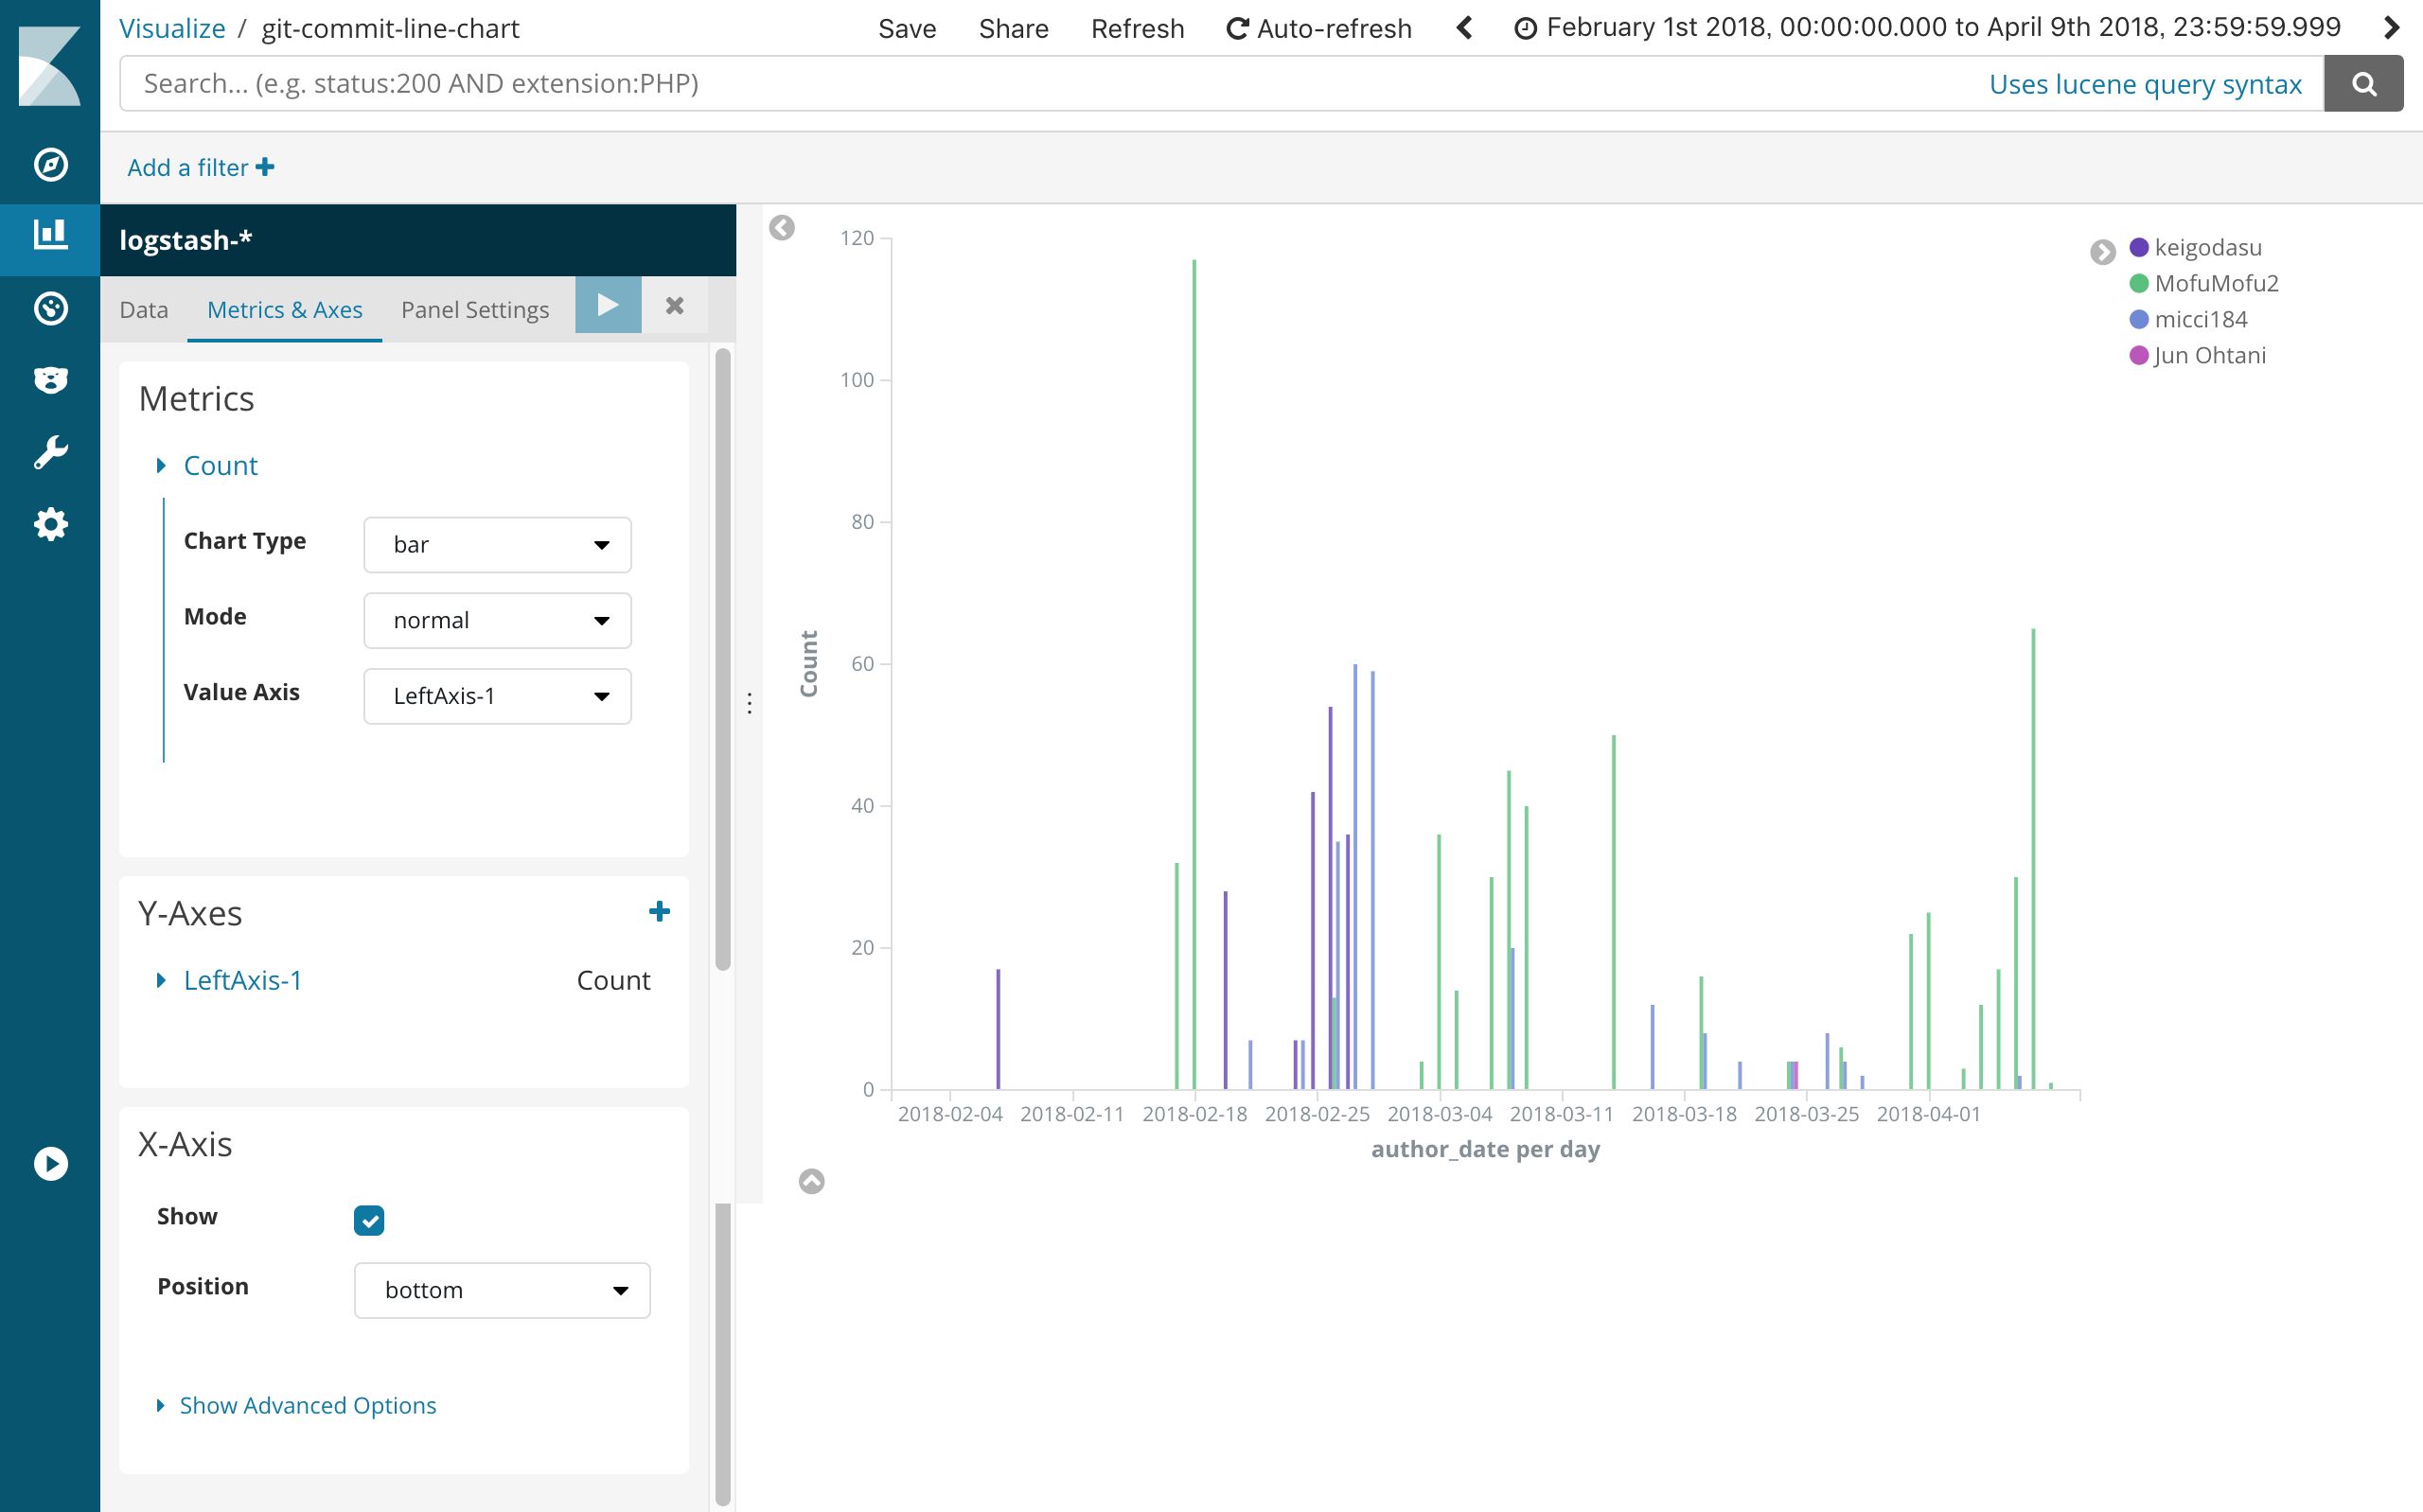 Visualize / git-commit-line-chart
Save Share Refresh Auto-refresh February 1st 2018, 00:00:00.000 to April 9th 2018, 23:59:59.999
Search... (e.g. status:200 AND extension:PHP) Uses lucene query syntax
Add a filter
logstash-*
Data Metrics & Axes Panel Settings
Metrics
Count
Chart Type bar
Mode normal
Value Axis LeftAxis-1
Y-Axes
LeftAxis-1 Count
X-Axis
Show
Position bottom
Show Advanced Options
Count
120
100
80
60
40
20
0
2018-02-04 2018-02-11 2018-02-18 2018-02-25 2018-03-04 2018-03-11 2018-03-18 2018-03-25 2018-04-01
author_date per day
keigodasu
MofuMofu2
micci184
Jun Ohtani